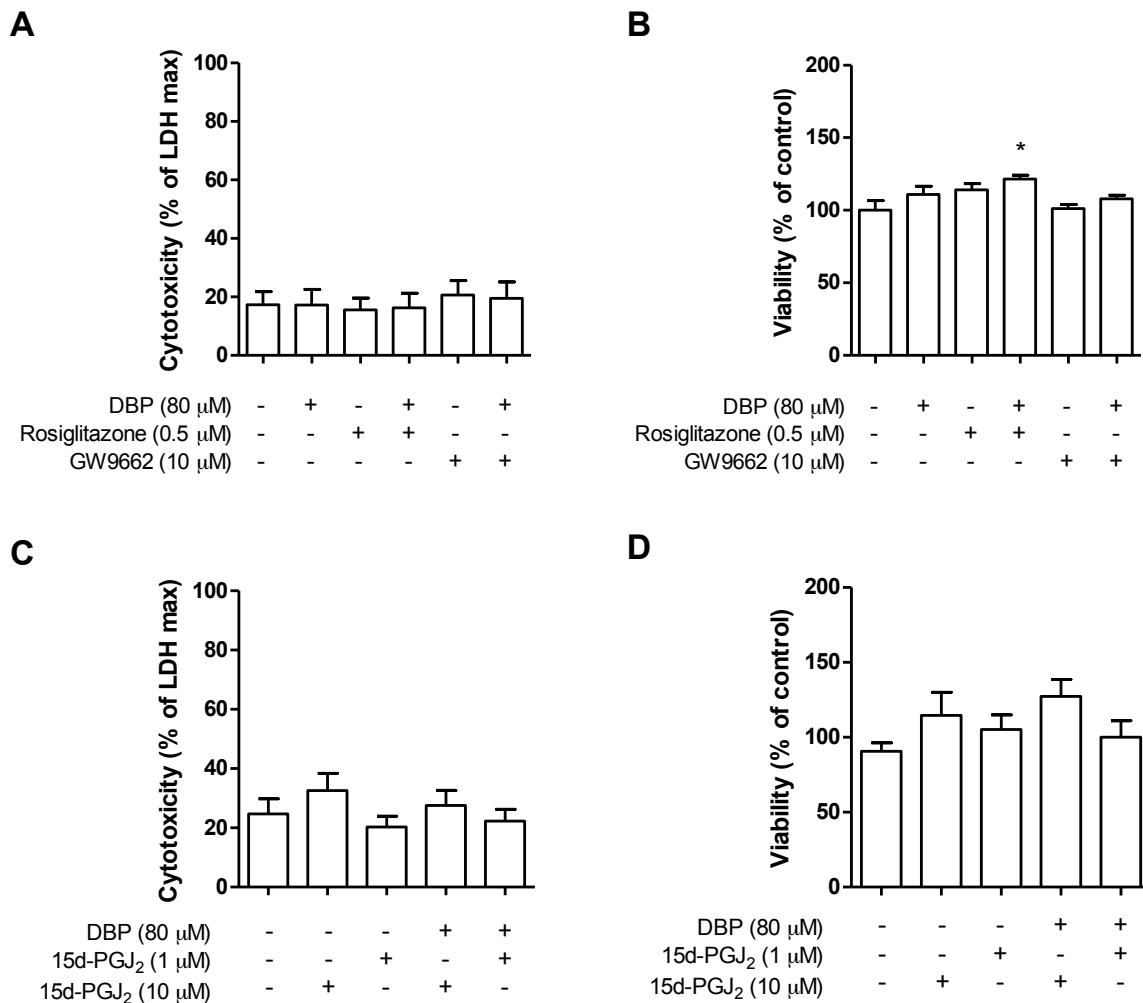 A
Cytotoxicity (% of LDH max)
100
80
60
40
20
0
DBP (80 μM) - + - + - +
Rosiglitazone (0.5 μM) - - + + - -
GW9662 (10 μM) - - - - + +
B
Viability (% of control)
200
150
100
50
0
*
DBP (80 μM) - + - + - +
Rosiglitazone (0.5 μM) - - + + - -
GW9662 (10 μM) - - - - + +
C
Cytotoxicity (% of LDH max)
100
80
60
40
20
0
DBP (80 μM) - - - + +
15d-PGJ₂ (1 μM) - - + - +
15d-PGJ₂ (10 μM) - + - + -
D
Viability (% of control)
200
150
100
50
0
DBP (80 μM) - - - + +
15d-PGJ₂ (1 μM) - - + - +
15d-PGJ₂ (10 μM) - + - + -